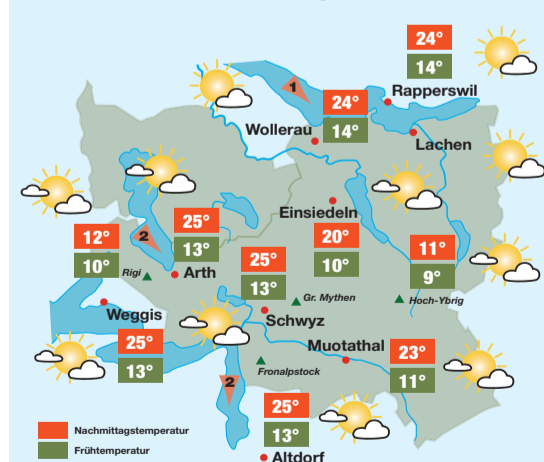 24°
14°
Rapperswil
1
24°
14°
Wollerau
Lachen
Einsiedeln
20°
10°
25°
13°
2
Arth
12°
10°
Rigi
25°
13°
Gr. Mythen
11°
9°
Hoch-Ybrig
Weggis
Schwyz
25°
13°
Muotathal
23°
11°
Fronalpstock
2
25°
13°
Altdorf
Nachmittagstemperatur
Frühtemperatur